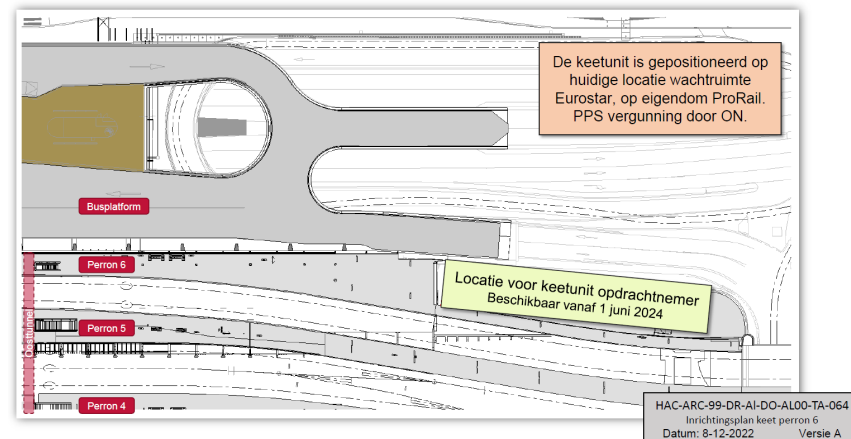 De keetunit is gepositioneerd op
huidige locatie wachtruimte
Eurostar, op eigendom ProRail.
PPS vergunning door ON.
Busplatform
Perron 6
Locatie voor keetunit opdrachtnemer
Beschikbaar vanaf 1 juni 2024
Perron 5
Oosttunnel
Perron 4
HAC-ARC-99-DR-AI-DO-AL00-TA-064
Inrichtingsplan keet perron 6
Datum: 8-12-2022 Versie A